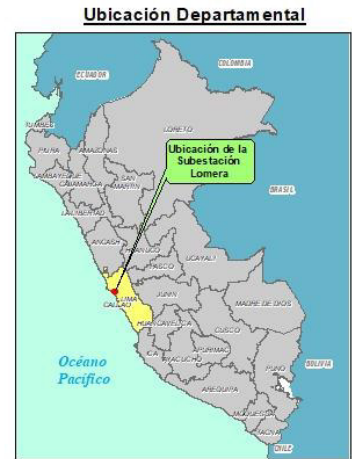 Ubicación Departamental
COLOMBIA
ECUADOR
TUMBES
LORETO
PIURA
AMAZONAS
Ubicación de la
Subestación
Lomera
LAMBAYEQUE
CAJAMARCA
SAN
MARTIN
BRASIL
LA LIBERTAD
ANCASH
HUANUCO
UCAYALI
PASCO
LIMA
CALLAO
JUNIN
MADRE DE DIOS
HUANCAVELICA
CUSCO
ICA
AYACUCHO
APURIMAC
PUNO
BOLIVIA
Océano
Pacífico
AREQUIPA
MOQUEGUA
TACNA
CHILE